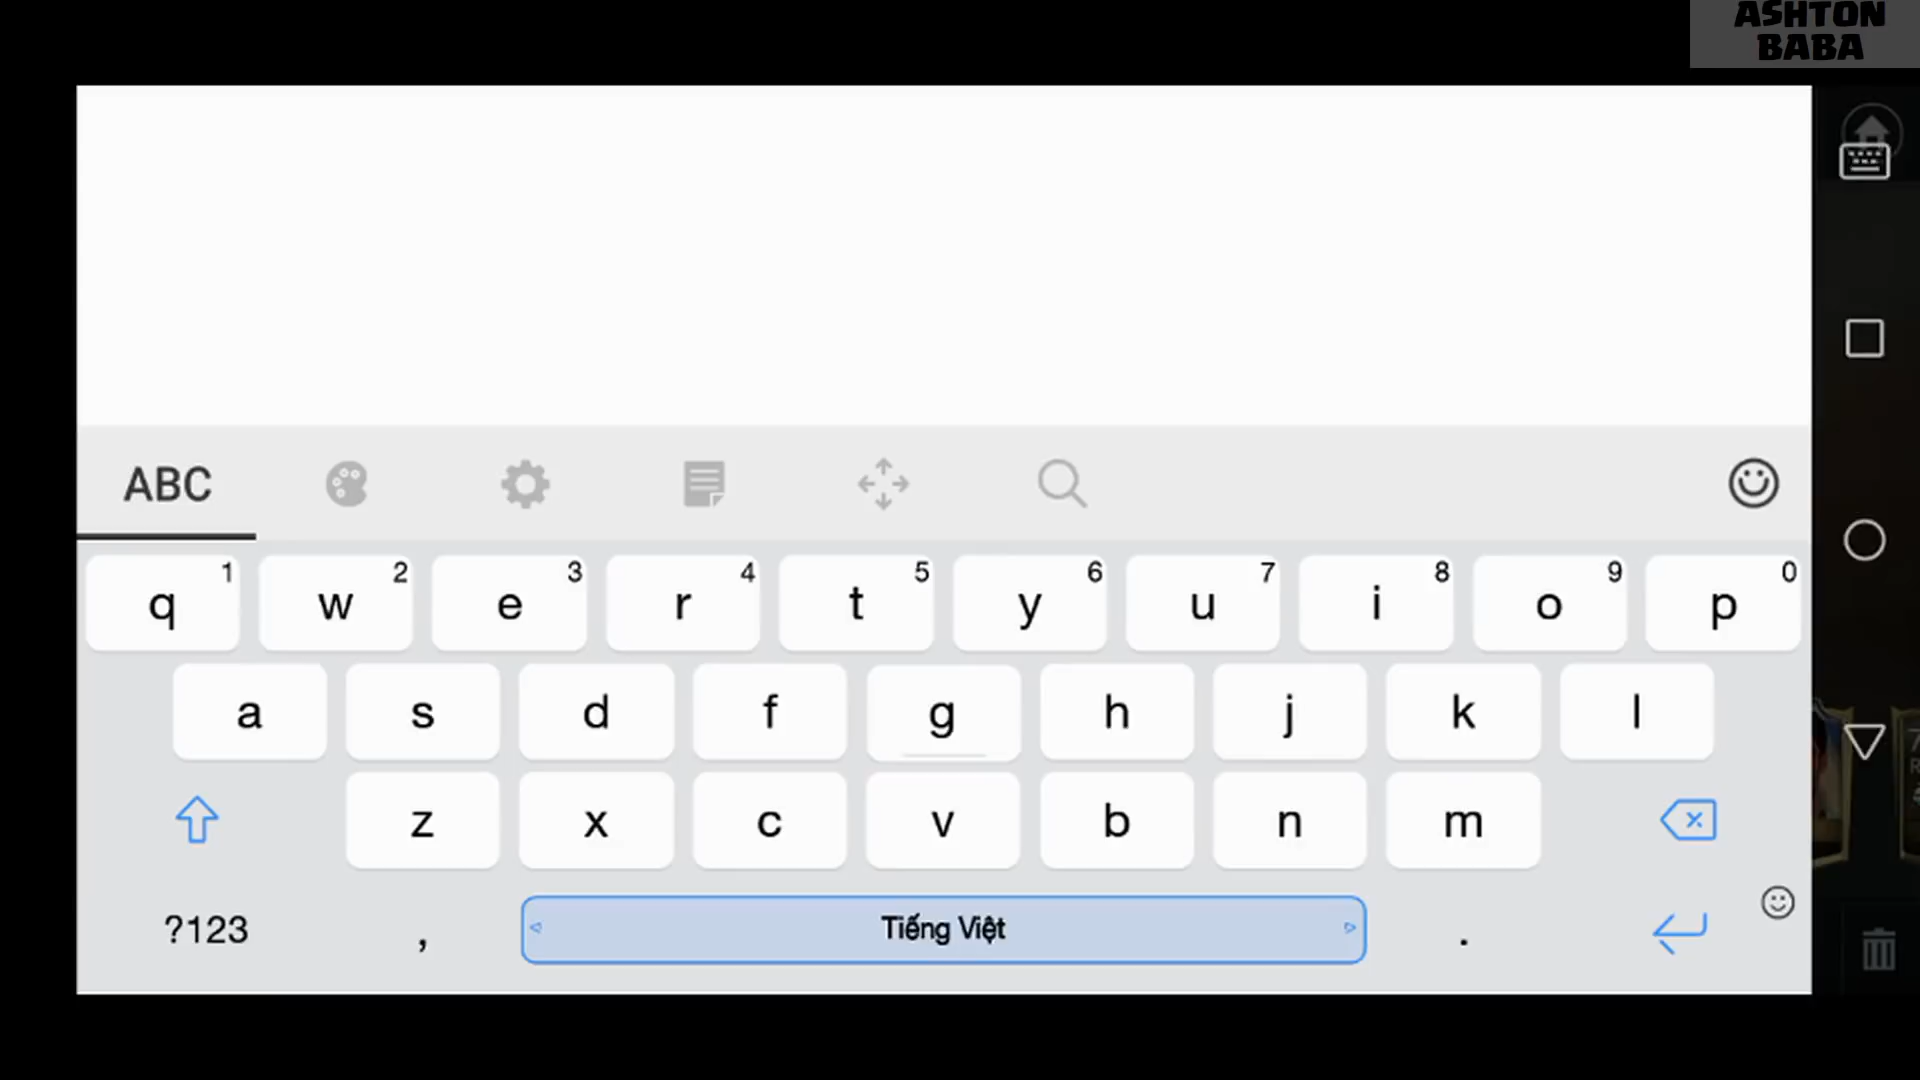 ASHTON
BABA
ABC
1 2 3 4 5 6 7 8 9 0
q w e r t y u i o p
a s d f g h j k l
z x c v b n m
?123 , Tiếng Việt .